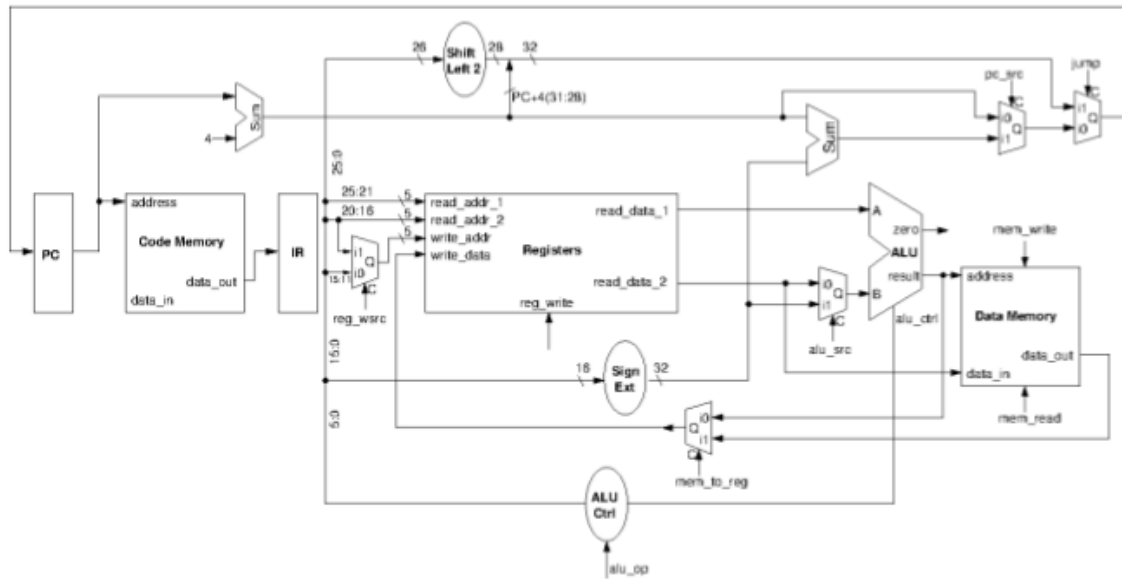 26
Shift
Left 2
28
32
PC+4(31:28)
pc_src
jump
C
C
i1
Q
i0
i0
Q
i1
Sum
4
Sum
25:0
25:21
5
20:16
5
5
address
Code Memory
data_out
data_in
PC
IR
i1
Q
i0
C
reg_wsrc
read_addr_1
read_addr_2
write_addr
write_data
Registers
read_data_1
read_data_2
reg_write
A
zero
ALU
result
B
alu_ctrl
i0
Q
i1
C
alu_src
mem_write
address
Data Memory
data_out
data_in
mem_read
15:0
16
Sign
Ext
32
5:0
i0
Q
i1
C
mem_to_reg
ALU
Ctrl
alu_op